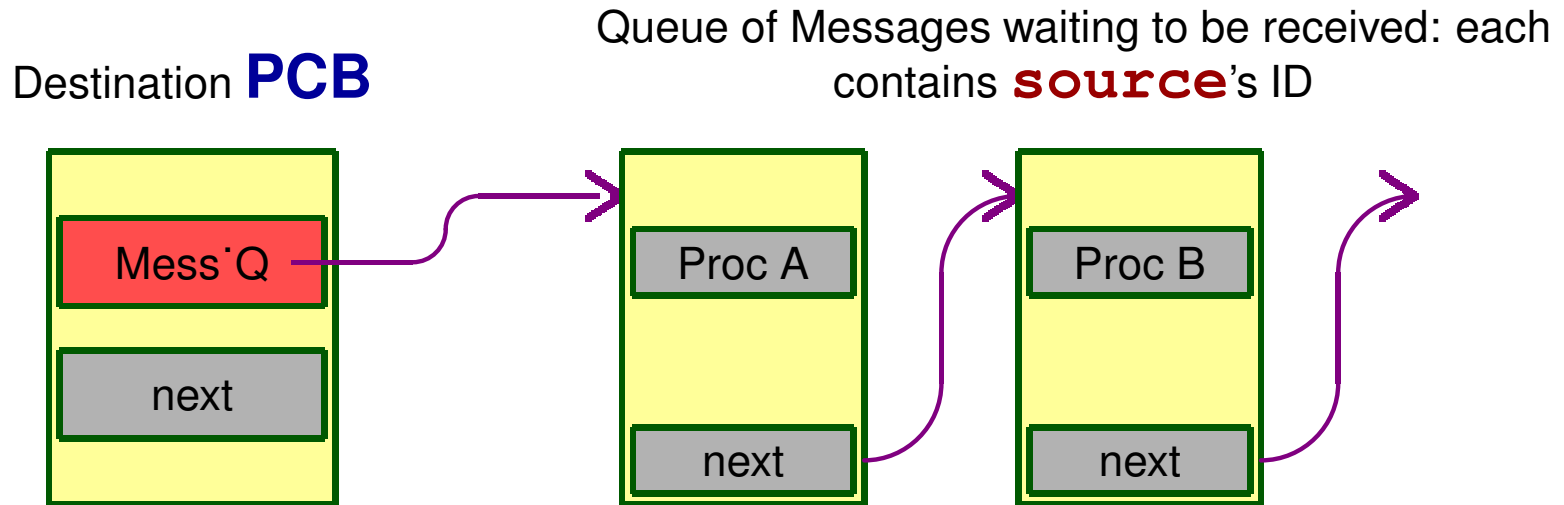 Queue of Messages waiting to be received: each
contains source's ID
Destination PCB
Mess˙Q
next
Proc A
next
Proc B
next